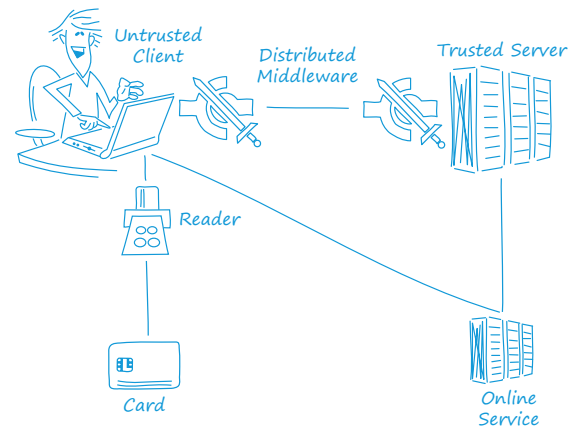 Untrusted
Client
Distributed
Middleware
Trusted Server
Reader
Card
Online
Service